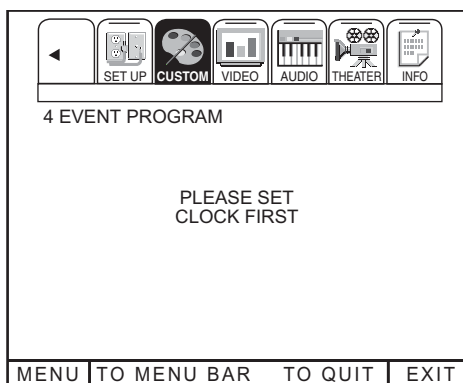 SET UP CUSTOM VIDEO AUDIO THEATER INFO
4 EVENT PROGRAM
PLEASE SET
CLOCK FIRST
MENU TO MENU BAR TO QUIT EXIT